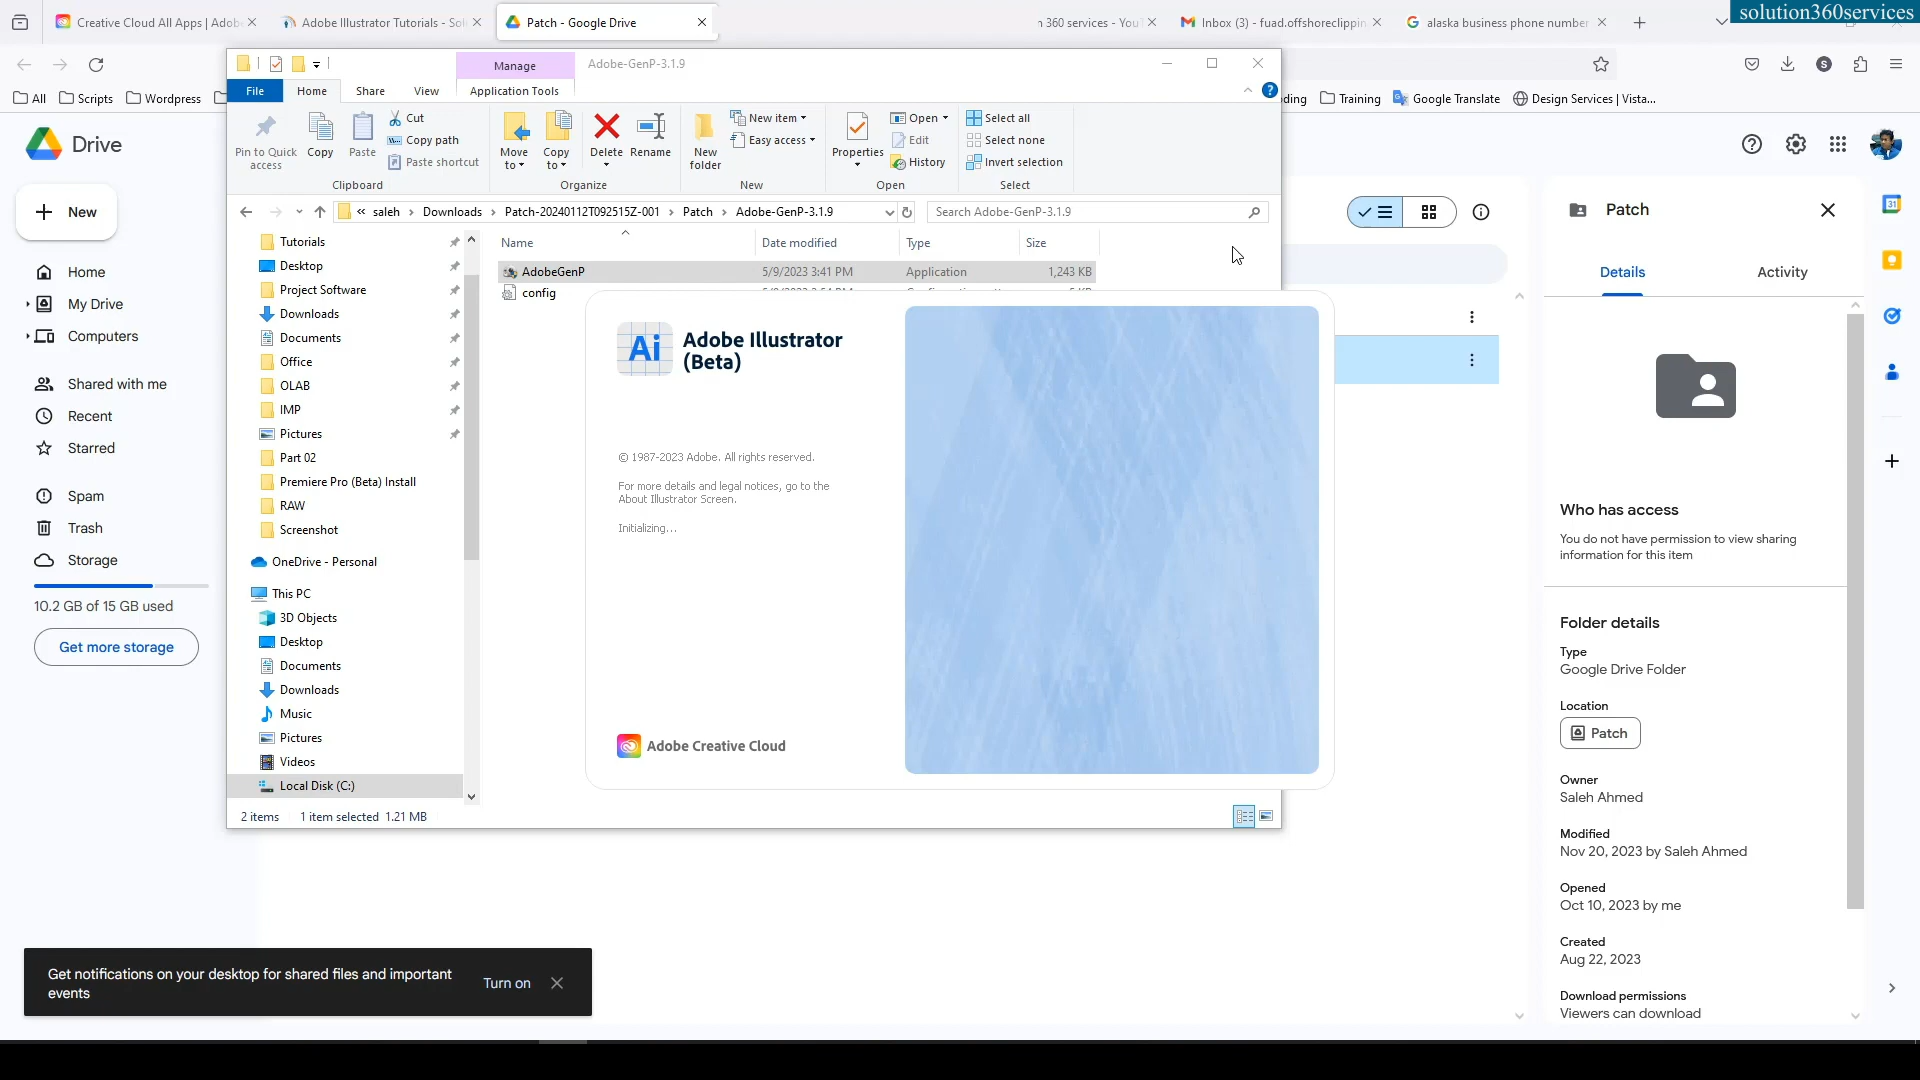 Creative Cloud All Apps | Adob
Adobe Illustrator Tutorials - Sol
Patch - Google Drive
n 360 services - You
Inbox (3) - fuad.offshoreclippin
alaska business phone number
solution360services
All
Scripts
Wordpress
ding
Training
Google Translate
Design Services | Vista...
Drive
New
Home
My Drive
Computers
Shared with me
Recent
Starred
Spam
Trash
Storage
10.2 GB of 15 GB used
Get more storage
Manage
Adobe-GenP-3.1.9
File
Home
Share
View
Application Tools
Pin to Quick access
Copy
Paste
Cut
Copy path
Paste shortcut
Clipboard
Move to
Copy to
Delete
Rename
Organize
New folder
New item
Easy access
New
Properties
Open
Edit
History
Open
Select all
Select none
Invert selection
Select
« saleh > Downloads > Patch-20240112T092515Z-001 > Patch > Adobe-GenP-3.1.9
Search Adobe-GenP-3.1.9
Name
Date modified
Type
Size
AdobeGenP
5/9/2023 3:41 PM
Application
1,243 KB
config
Tutorials
Desktop
Project Software
Downloads
Documents
Office
OLAB
IMP
Pictures
Part 02
Premiere Pro (Beta) Install
RAW
Screenshot
OneDrive - Personal
This PC
3D Objects
Desktop
Documents
Downloads
Music
Pictures
Videos
Local Disk (C:)
2 items
1 item selected 1.21 MB
Ai
Adobe Illustrator
(Beta)
© 1987-2023 Adobe. All rights reserved.
For more details and legal notices, go to the
About Illustrator Screen.
Initializing...
Adobe Creative Cloud
Patch
Details
Activity
Who has access
You do not have permission to view sharing
information for this item
Folder details
Type
Google Drive Folder
Location
Patch
Owner
Saleh Ahmed
Modified
Nov 20, 2023 by Saleh Ahmed
Opened
Oct 10, 2023 by me
Created
Aug 22, 2023
Download permissions
Viewers can download
31
Get notifications on your desktop for shared files and important
events
Turn on